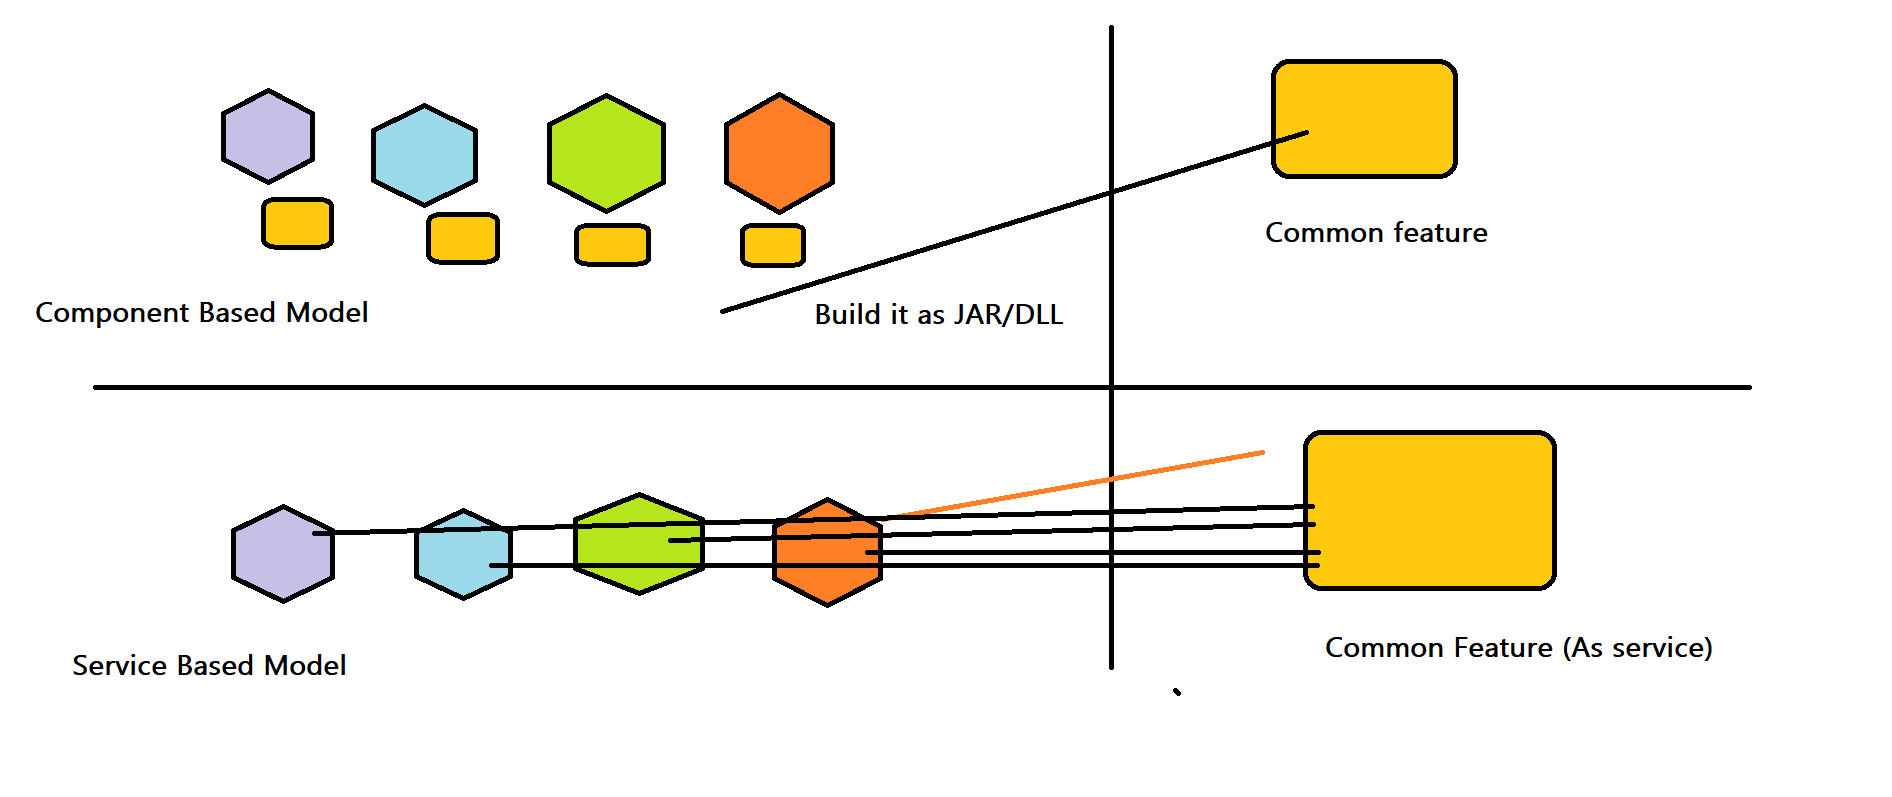 Common feature
Component Based Model
Build it as JAR/DLL
Common Feature (As service)
Service Based Model